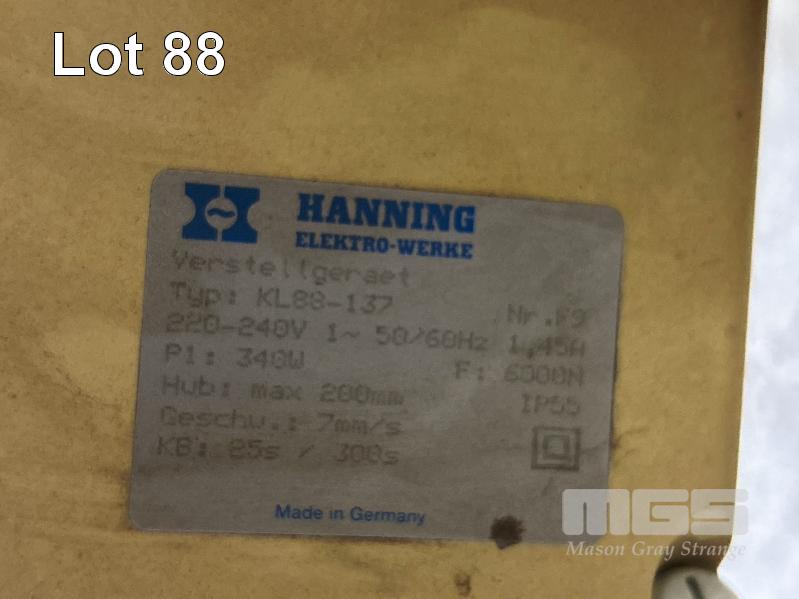 Lot 88
HANNING
ELEKTRO-WERKE
Verstellgeraet
Typ: KL88-137 Nr.F9
220-240V 1~ 50/60Hz 1,45A
P1: 340W F: 6000N
Hub: max 200mm IP55
Geschw.: 7mm/s
KB: 25s / 300s
Made in Germany
MGS
Mason Gray Strange